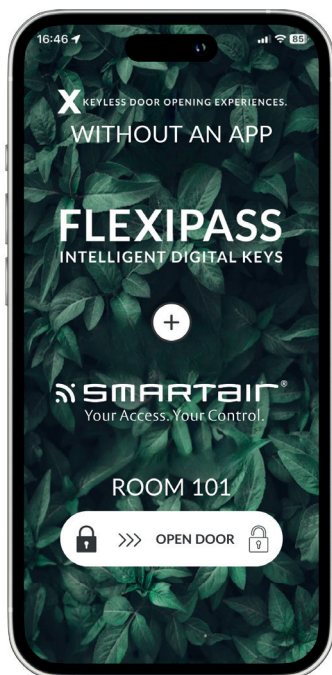 16:46
85
X KEYLESS DOOR OPENING EXPERIENCES.
WITHOUT AN APP
FLEXIPASS
INTELLIGENT DIGITAL KEYS
+
SMARTair®
Your Access. Your Control.
ROOM 101
>>> OPEN DOOR